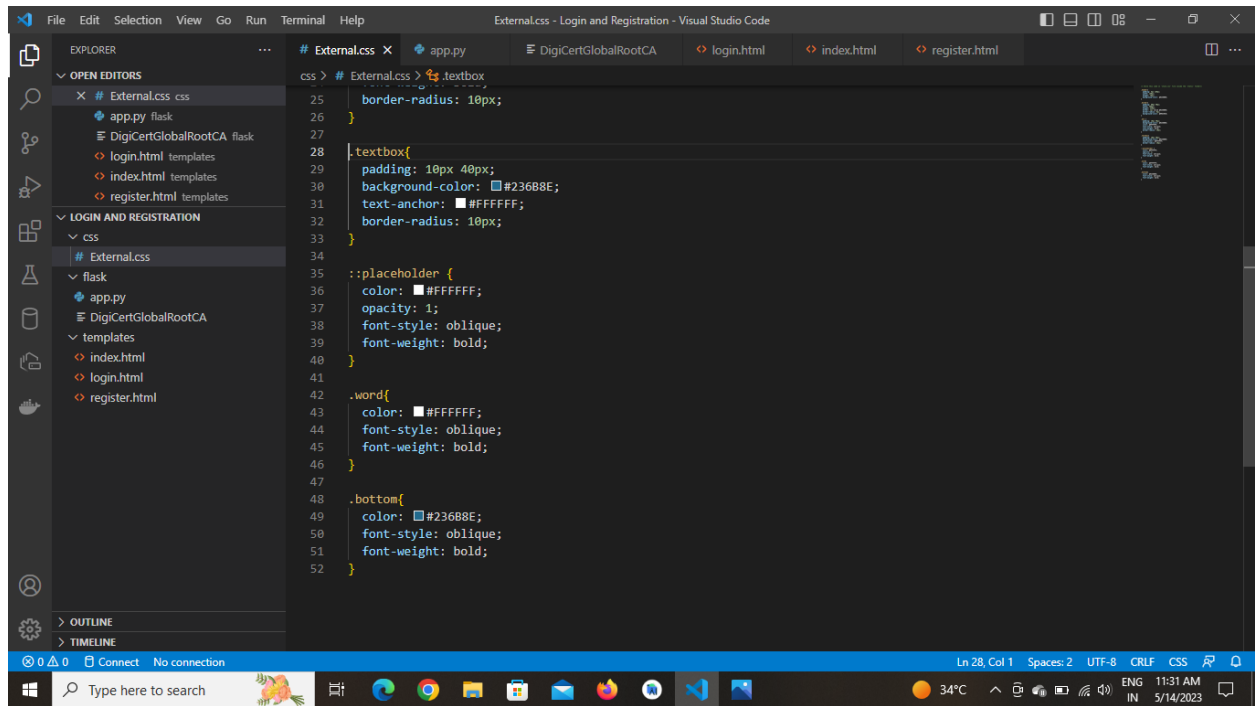 File Edit Selection View Go Run Terminal Help External.css - Login and Registration - Visual Studio Code
EXPLORER ...
OPEN EDITORS
# External.css css
app.py flask
DigiCertGlobalRootCA flask
login.html templates
index.html templates
register.html templates
LOGIN AND REGISTRATION
css
# External.css
flask
app.py
DigiCertGlobalRootCA
templates
index.html
login.html
register.html
OUTLINE
TIMELINE
# External.css app.py DigiCertGlobalRootCA login.html index.html register.html
css > # External.css > .textbox
25 border-radius: 10px;
26 }
27
28 .textbox{
29 padding: 10px 40px;
30 background-color: #236B8E;
31 text-anchor: #FFFFFF;
32 border-radius: 10px;
33 }
34
35 ::placeholder {
36 color: #FFFFFF;
37 opacity: 1;
38 font-style: oblique;
39 font-weight: bold;
40 }
41
42 .word{
43 color: #FFFFFF;
44 font-style: oblique;
45 font-weight: bold;
46 }
47
48 .bottom{
49 color: #236B8E;
50 font-style: oblique;
51 font-weight: bold;
52 }
0 0 Connect No connection Ln 28, Col 1 Spaces: 2 UTF-8 CRLF CSS
Type here to search 34°C ENG 11:31 AM
IN 5/14/2023